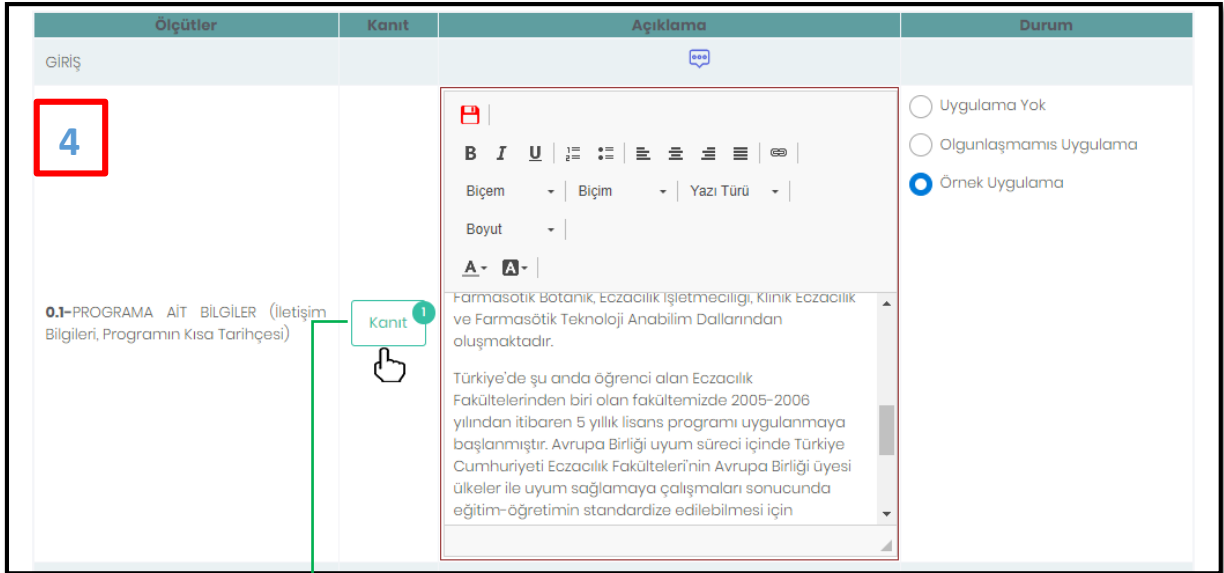 Ölçütler Kanıt Açıklama Durum
GİRİŞ
4
B I U
Biçem Biçim Yazı Türü
Boyut
A A
Uygulama Yok
Olgunlaşmamıs Uygulama
Örnek Uygulama
0.1-PROGRAMA AİT BİLGİLER (İletişim
Bilgileri, Programın Kısa Tarihçesi)
Kanıt 1
Farmasötik Botanik, Eczacılık İşletmeciliği, Klinik Eczacılık
ve Farmasötik Teknoloji Anabilim Dallarından
oluşmaktadır.
Türkiye'de şu anda öğrenci alan Eczacılık
Fakültelerinden biri olan fakültemizde 2005-2006
yılından itibaren 5 yıllık lisans programı uygulanmaya
başlanmıştır. Avrupa Birliği uyum süreci içinde Türkiye
Cumhuriyeti Eczacılık Fakülteleri'nin Avrupa Birliği üyesi
ülkeler ile uyum sağlamaya çalışmaları sonucunda
eğitim-öğretimin standardize edilebilmesi için